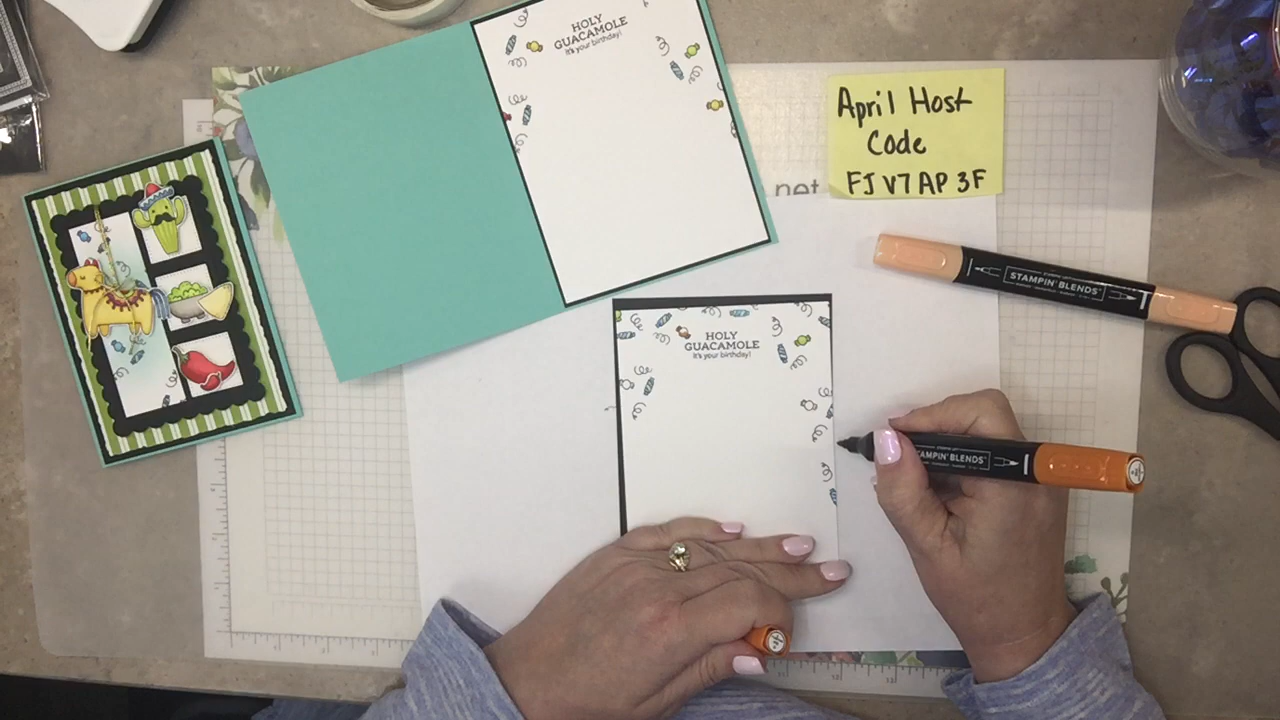 HOLY
GUACAMOLE
It's your birthday!
April Host
Code
FJV7AP3F
net
STAMPIN' BLENDS
HOLY
GUACAMOLE
It's your birthday!
STAMPIN' BLENDS